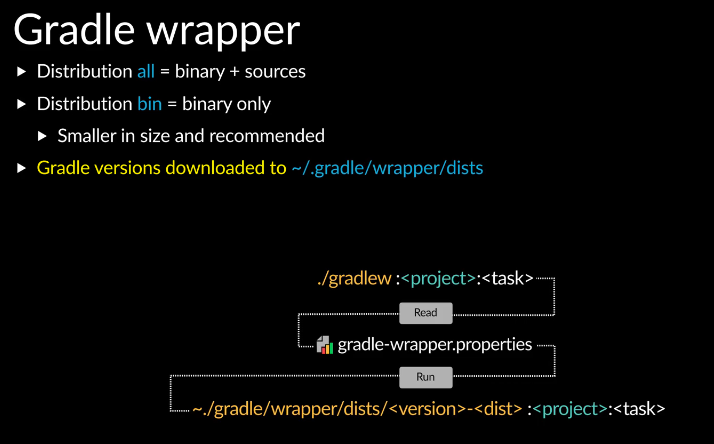 Gradle wrapper
Distribution all = binary + sources
Distribution bin = binary only
Smaller in size and recommended
Gradle versions downloaded to ~/.gradle/wrapper/dists
./gradlew :<project>:<task>
Read
gradle-wrapper.properties
Run
~./gradle/wrapper/dists/<version>-<dist> :<project>:<task>